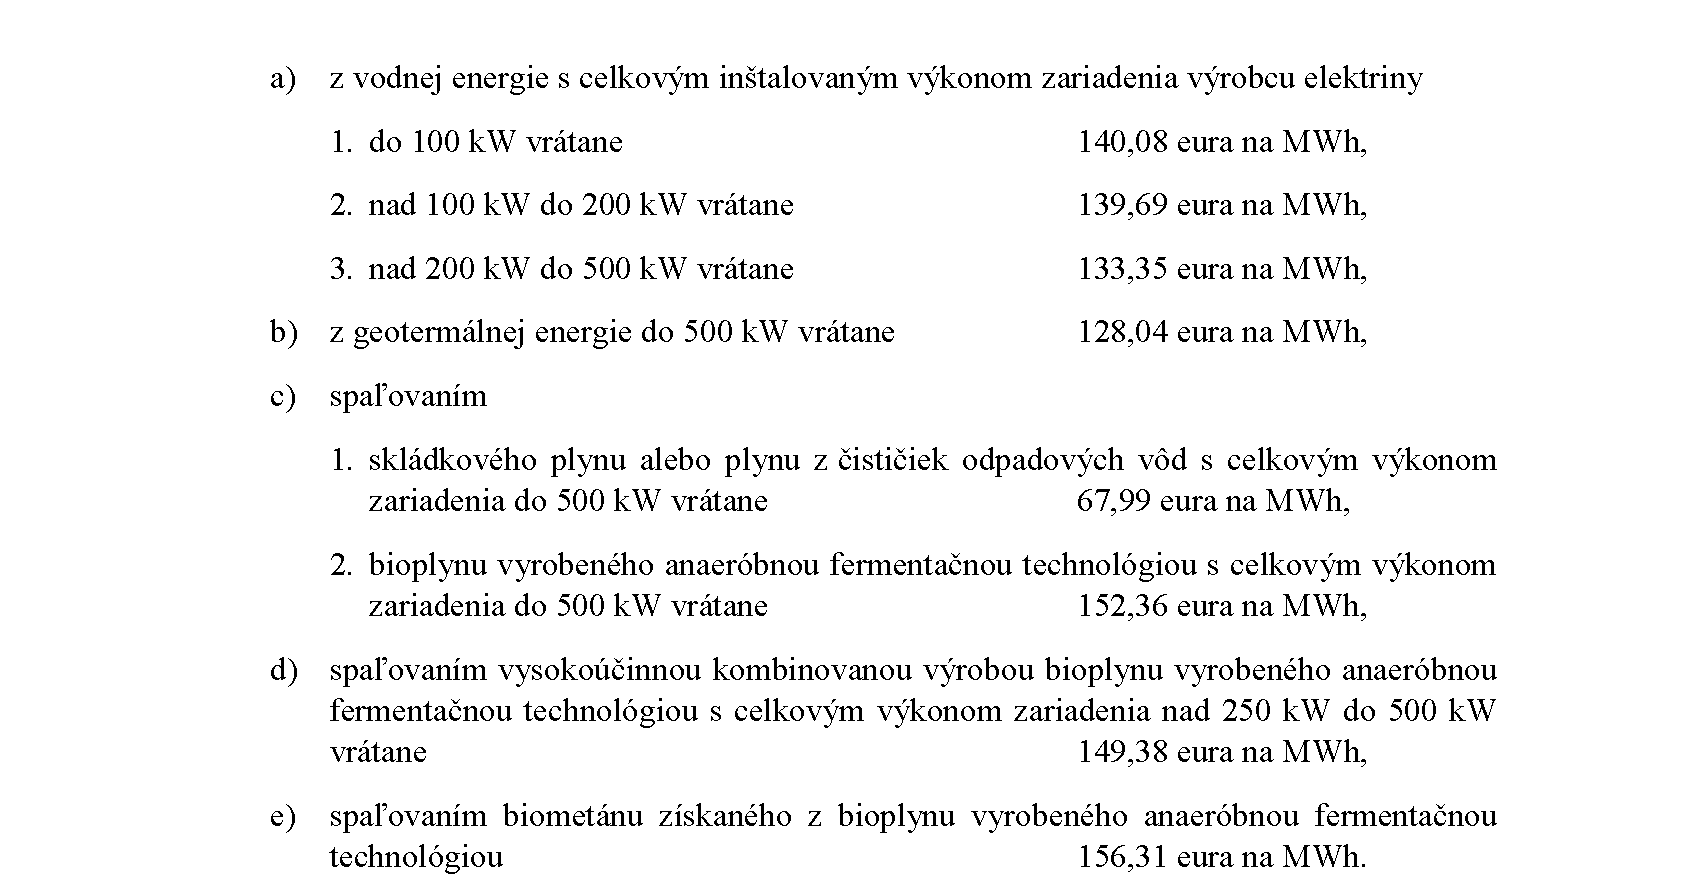 a) z vodnej energie s celkovým inštalovaným výkonom zariadenia výrobcu elektriny
1. do 100 kW vrátane 140,08 eura na MWh,
2. nad 100 kW do 200 kW vrátane 139,69 eura na MWh,
3. nad 200 kW do 500 kW vrátane 133,35 eura na MWh,
b) z geotermálnej energie do 500 kW vrátane 128,04 eura na MWh,
c) spaľovaním
1. skládkového plynu alebo plynu z čističiek odpadových vôd s celkovým výkonom
zariadenia do 500 kW vrátane 67,99 eura na MWh,
2. bioplynu vyrobeného anaeróbnou fermentačnou technológiou s celkovým výkonom
zariadenia do 500 kW vrátane 152,36 eura na MWh,
d) spaľovaním vysokoúčinnou kombinovanou výrobou bioplynu vyrobeného anaeróbnou
fermentačnou technológiou s celkovým výkonom zariadenia nad 250 kW do 500 kW
vrátane 149,38 eura na MWh,
e) spaľovaním biometánu získaného z bioplynu vyrobeného anaeróbnou fermentačnou
technológiou 156,31 eura na MWh.